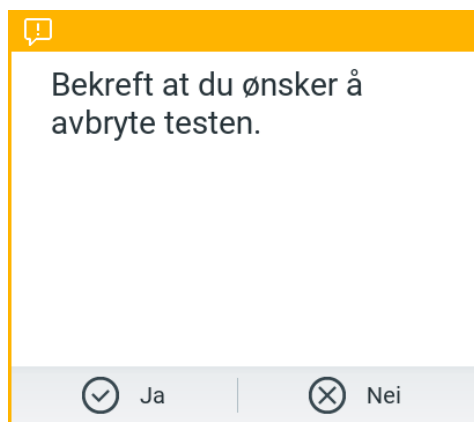 Bekreft at du ønsker å
avbryte testen.
Ja Nei